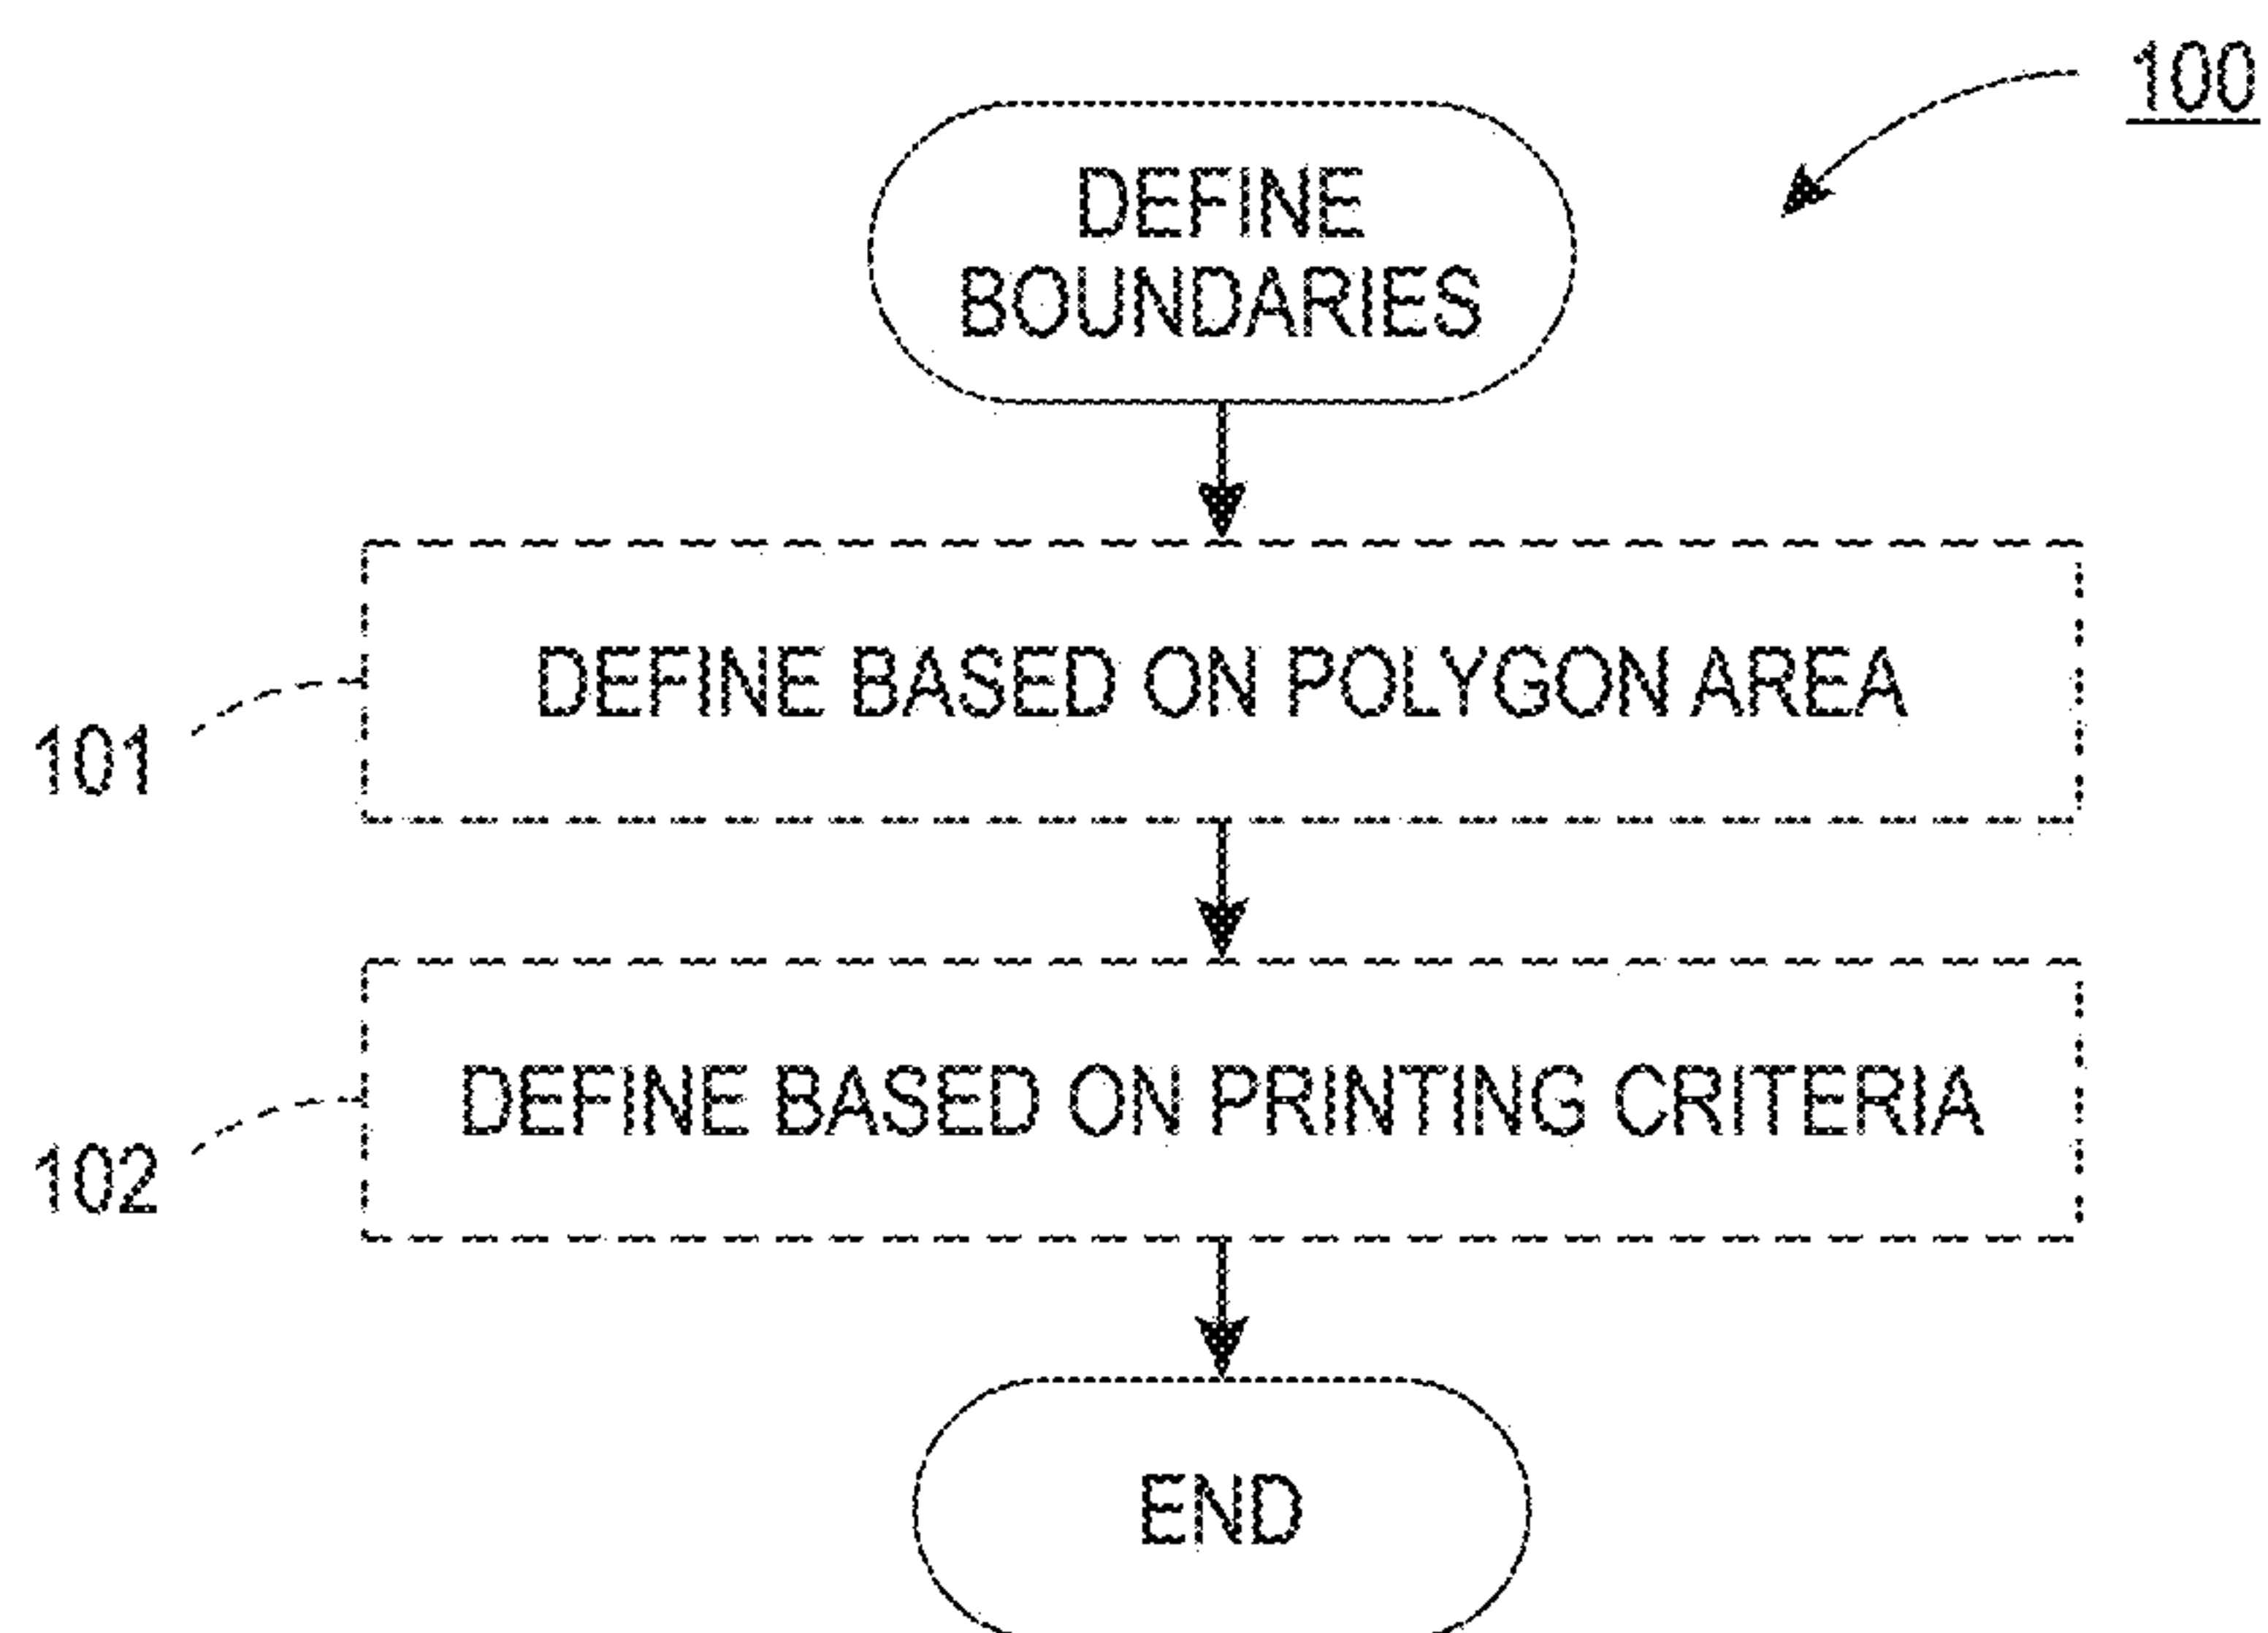 100
DEFINE
BOUNDARIES
DEFINE BASED ON POLYGON AREA
101
DEFINE BASED ON PRINTING CRITERIA
102
END